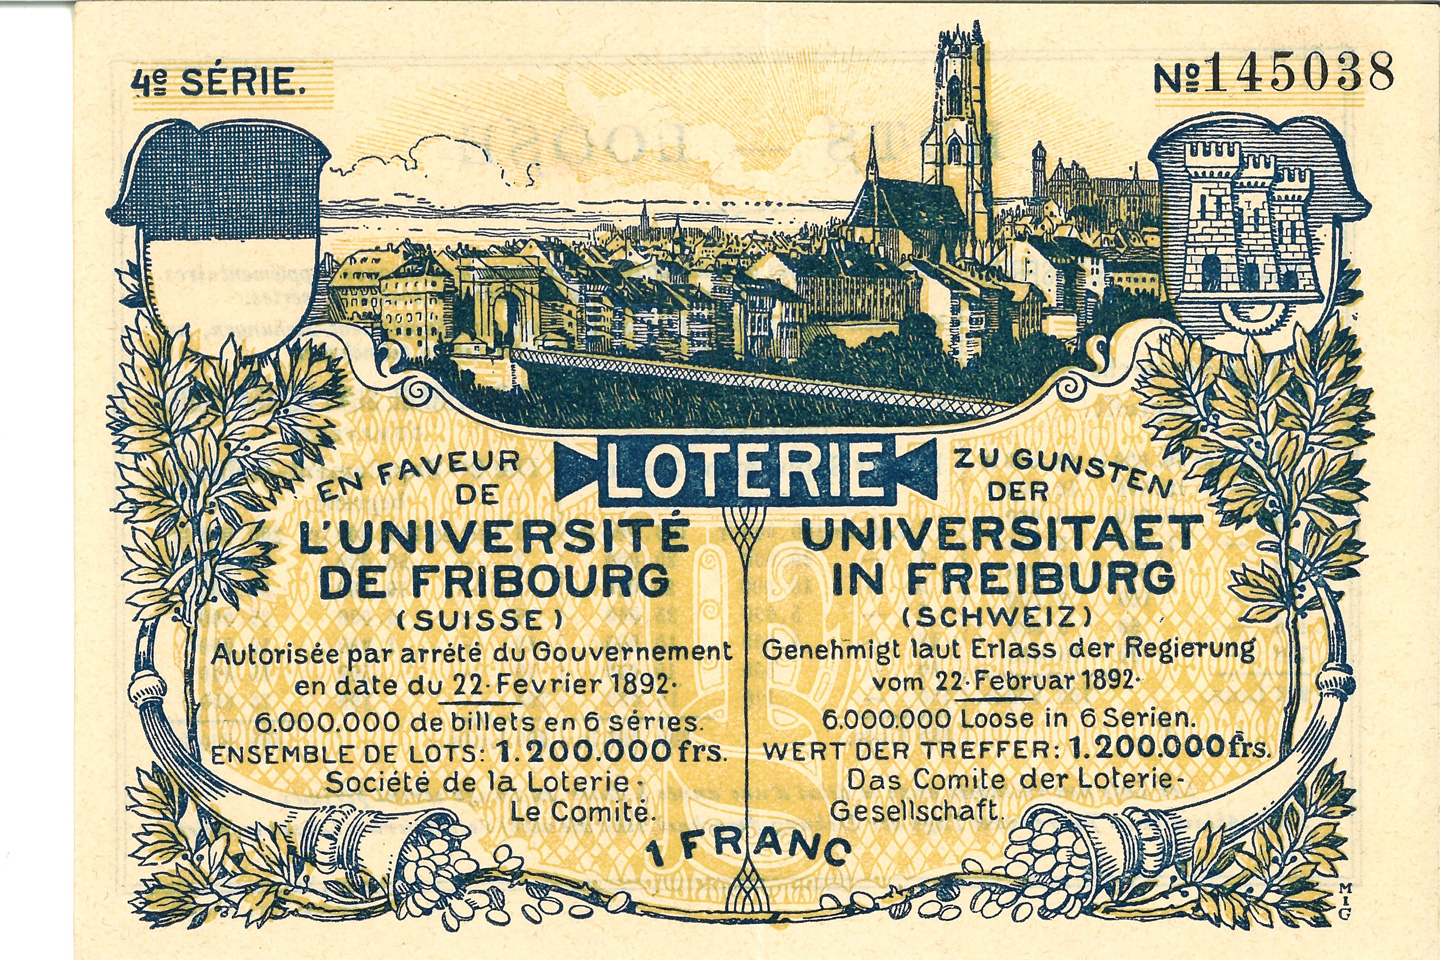 4e SÉRIE.
No 145038
LOTERIE
EN FAVEUR
DE
L'UNIVERSITÉ
DE FRIBOURG
(SUISSE)
Autorisée par arrété du Gouvernement
en date du 22. Fevrier 1892.
6.000.000 de billets en 6 séries.
ENSEMBLE DE LOTS: 1.200.000 frs.
Société de la Loterie.
Le Comité.
ZU GUNSTEN
DER
UNIVERSITAET
IN FREIBURG
(SCHWEIZ)
Genehmigt laut Erlass der Regierung
vom 22. Februar 1892.
6.000.000 Loose in 6 Serien.
WERT DER TREFFER: 1.200.000 frs.
Das Comite der Loterie-
Gesellschaft.
1 FRANC
MIG